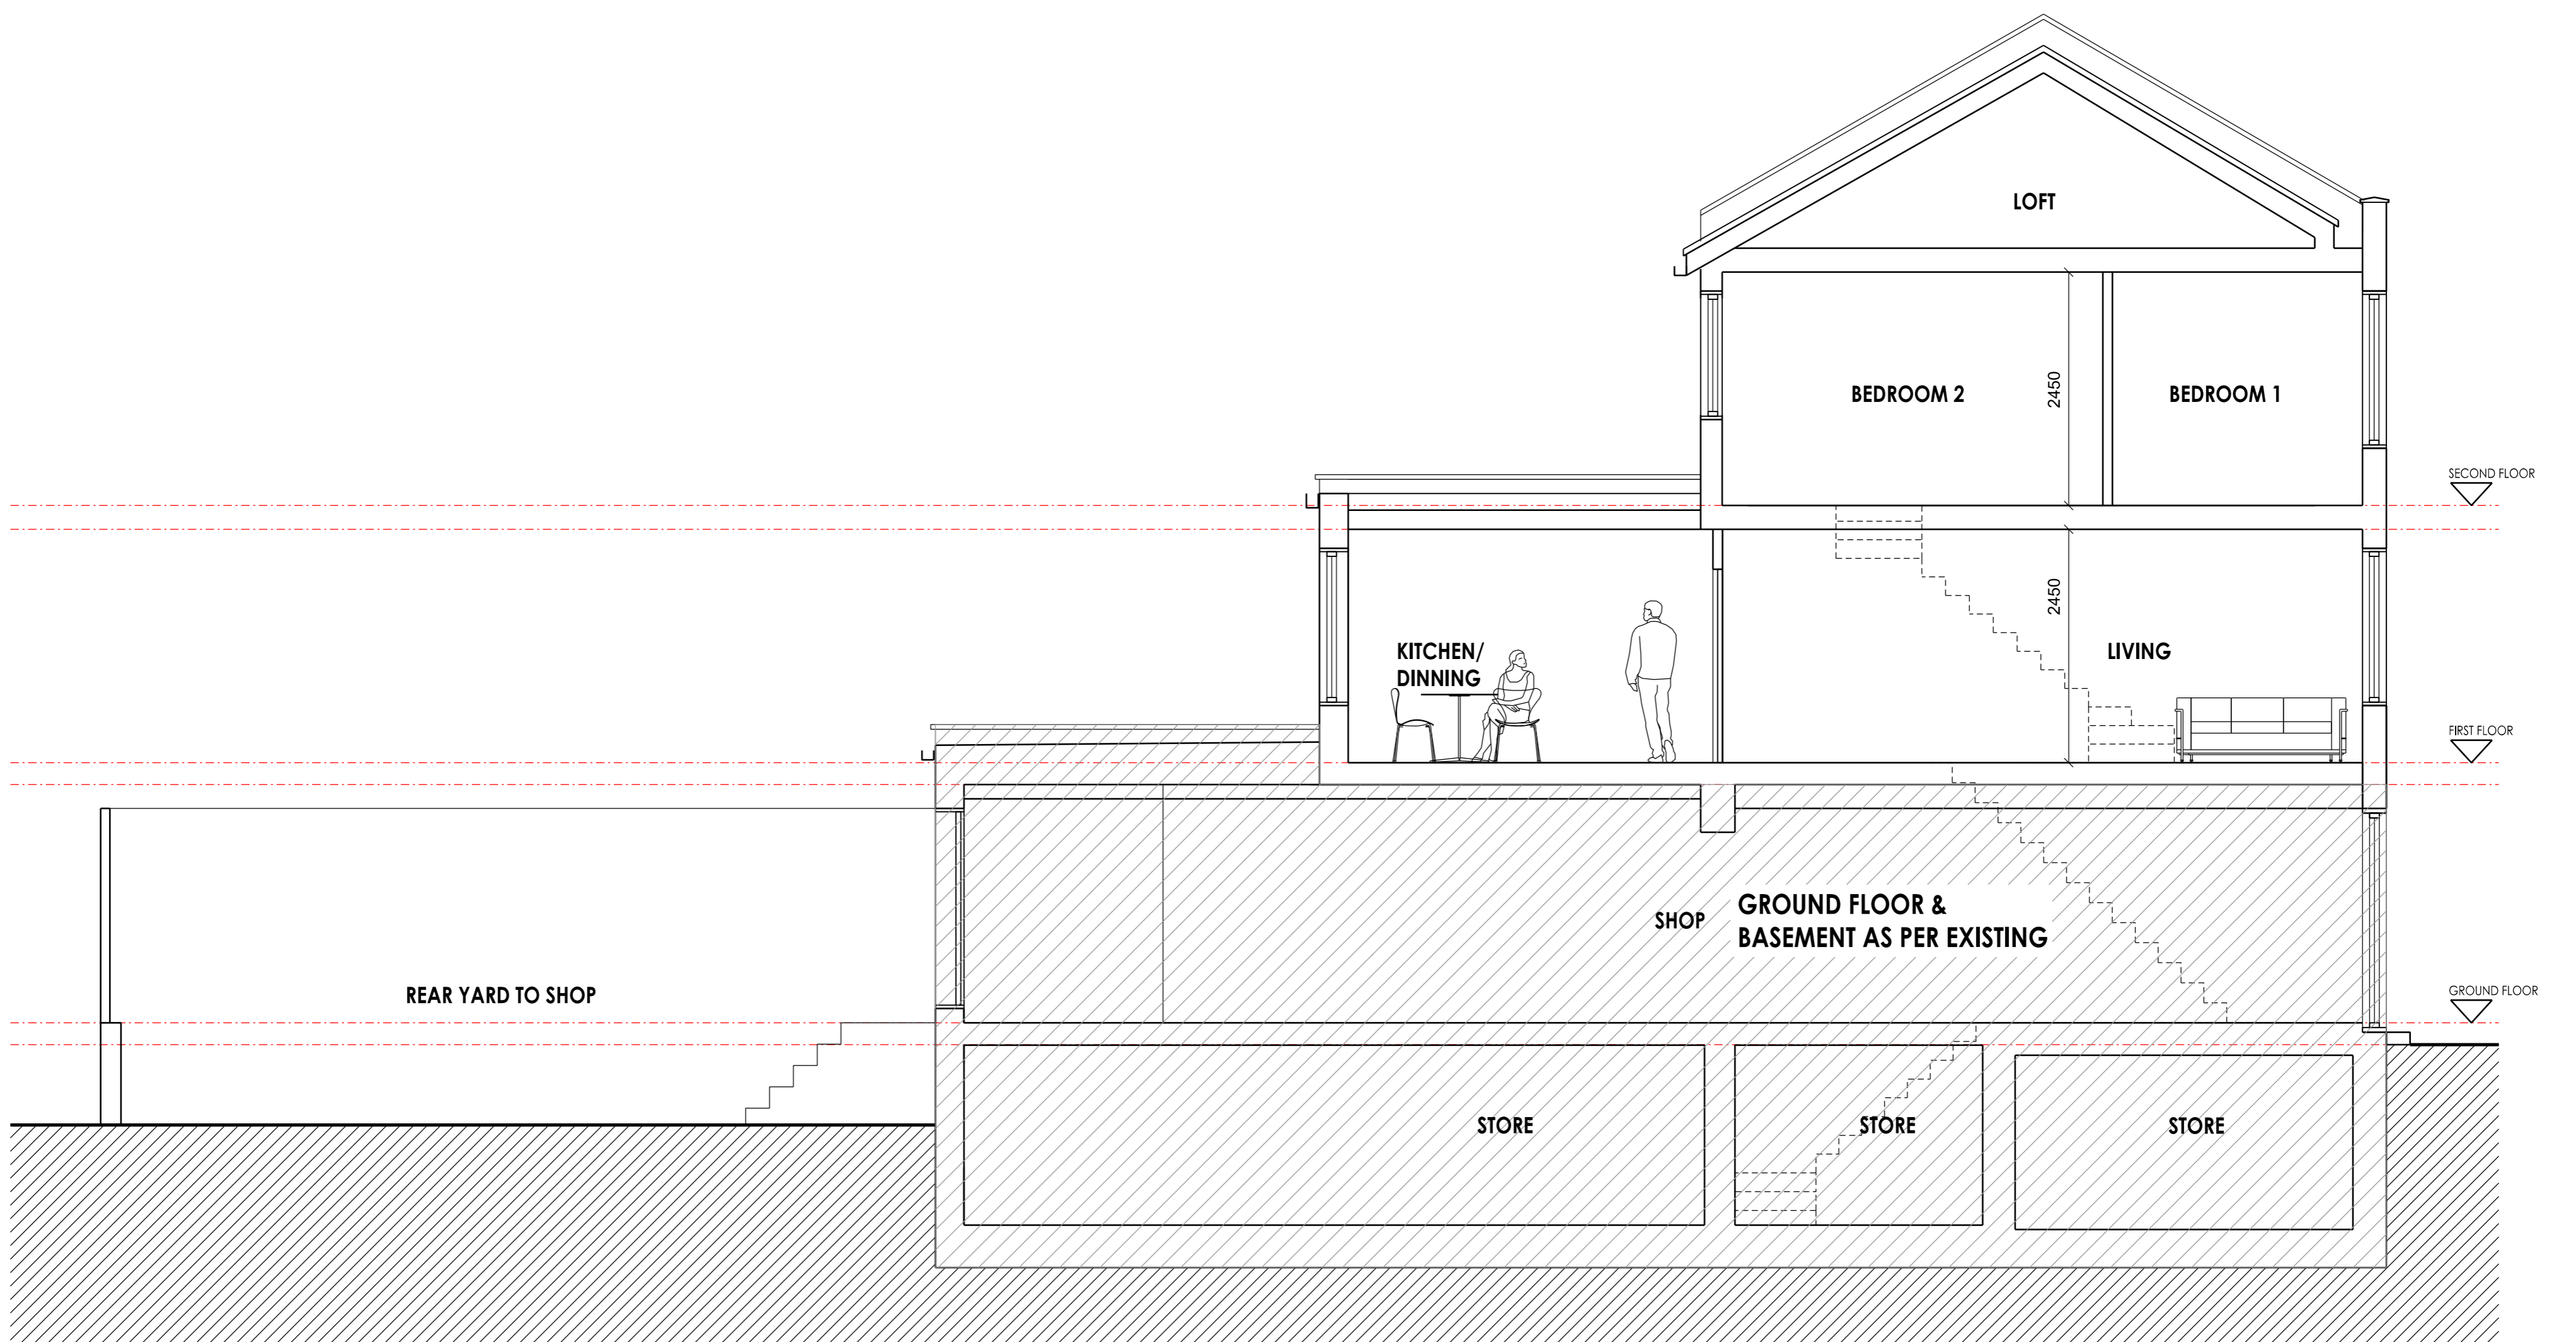 LOFT
BEDROOM 2
2450
BEDROOM 1
SECOND FLOOR
KITCHEN/
DINNING
2450
LIVING
FIRST FLOOR
SHOP
GROUND FLOOR &
BASEMENT AS PER EXISTING
REAR YARD TO SHOP
GROUND FLOOR
STORE
STORE
STORE